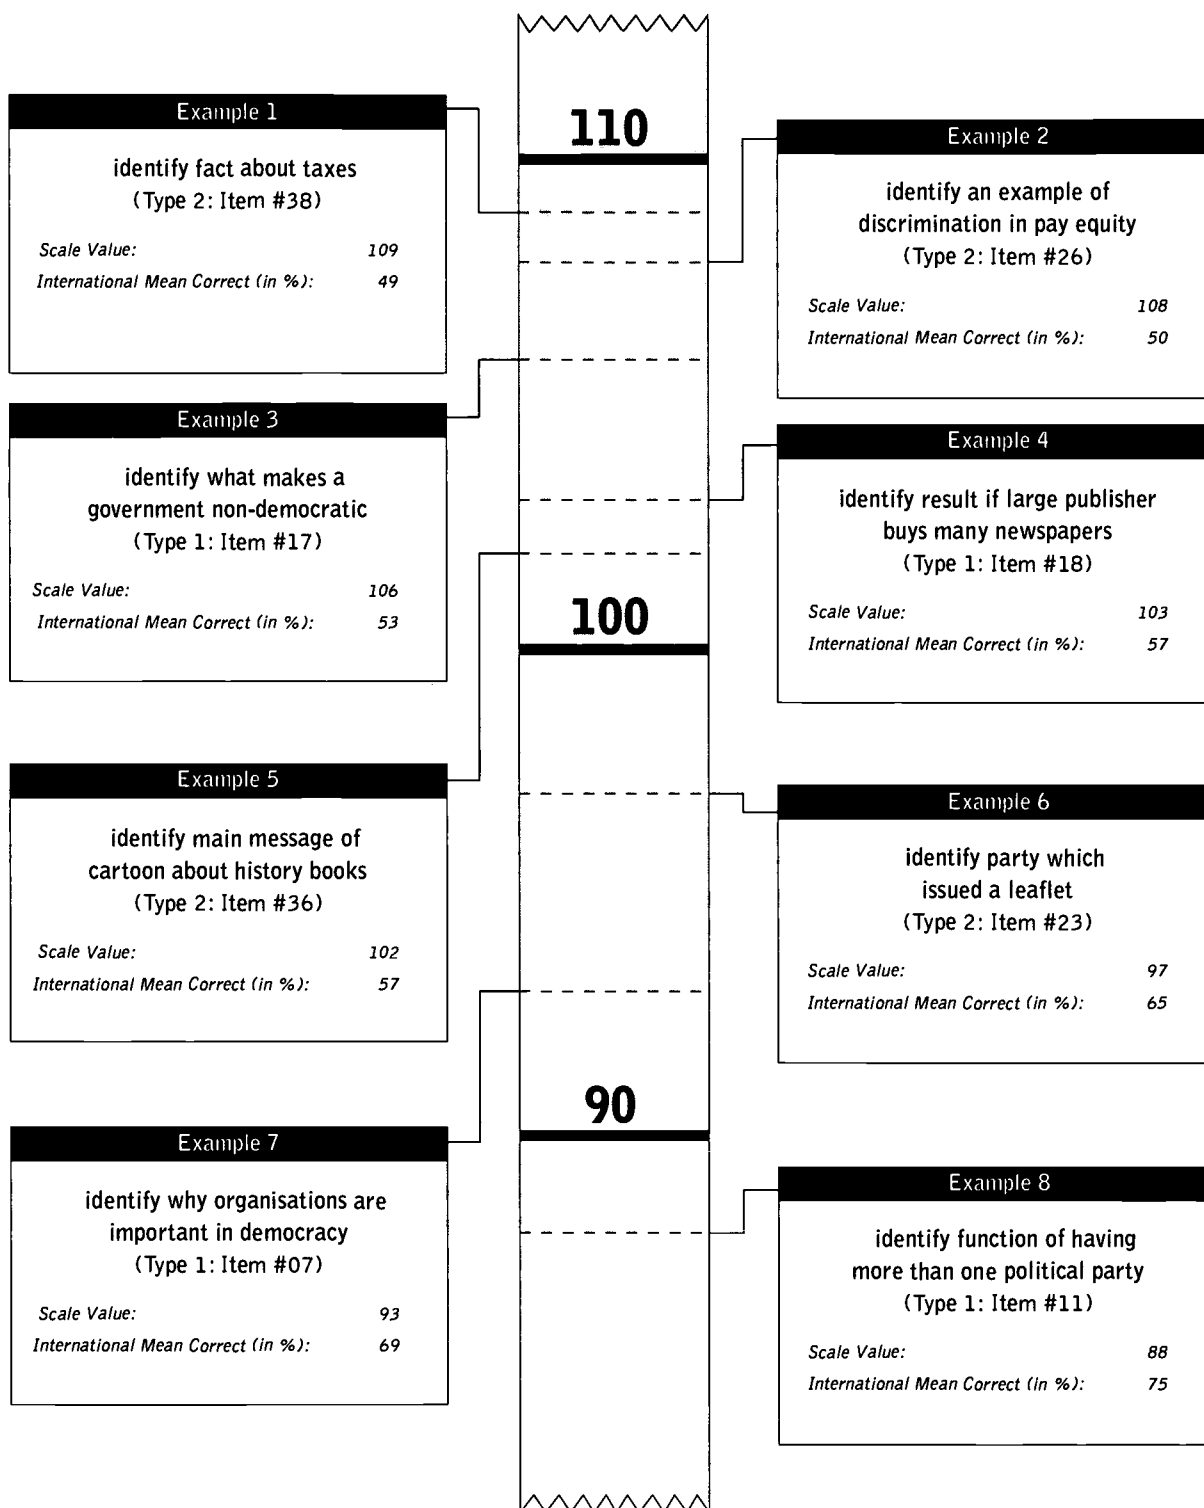 110
Example 1
identify fact about taxes
(Type 2: Item #38)
Scale Value: 109
International Mean Correct (in %): 49
Example 2
identify an example of
discrimination in pay equity
(Type 2: Item #26)
Scale Value: 108
International Mean Correct (in %): 50
Example 3
identify what makes a
government non-democratic
(Type 1: Item #17)
Scale Value: 106
International Mean Correct (in %): 53
Example 4
identify result if large publisher
buys many newspapers
(Type 1: Item #18)
Scale Value: 103
International Mean Correct (in %): 57
100
Example 5
identify main message of
cartoon about history books
(Type 2: Item #36)
Scale Value: 102
International Mean Correct (in %): 57
Example 6
identify party which
issued a leaflet
(Type 2: Item #23)
Scale Value: 97
International Mean Correct (in %): 65
90
Example 7
identify why organisations are
important in democracy
(Type 1: Item #07)
Scale Value: 93
International Mean Correct (in %): 69
Example 8
identify function of having
more than one political party
(Type 1: Item #11)
Scale Value: 88
International Mean Correct (in %): 75